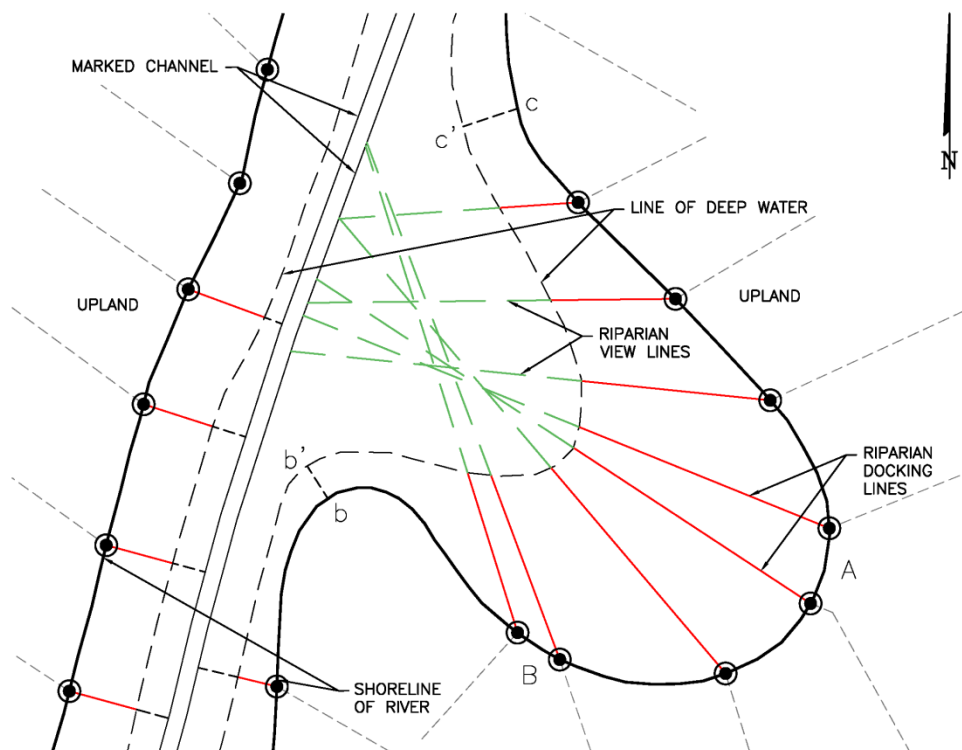 MARKED CHANNEL
c
c'
N
LINE OF DEEP WATER
UPLAND
UPLAND
RIPARIAN
VIEW LINES
b'
b
RIPARIAN
DOCKING
LINES
A
B
SHORELINE
OF RIVER